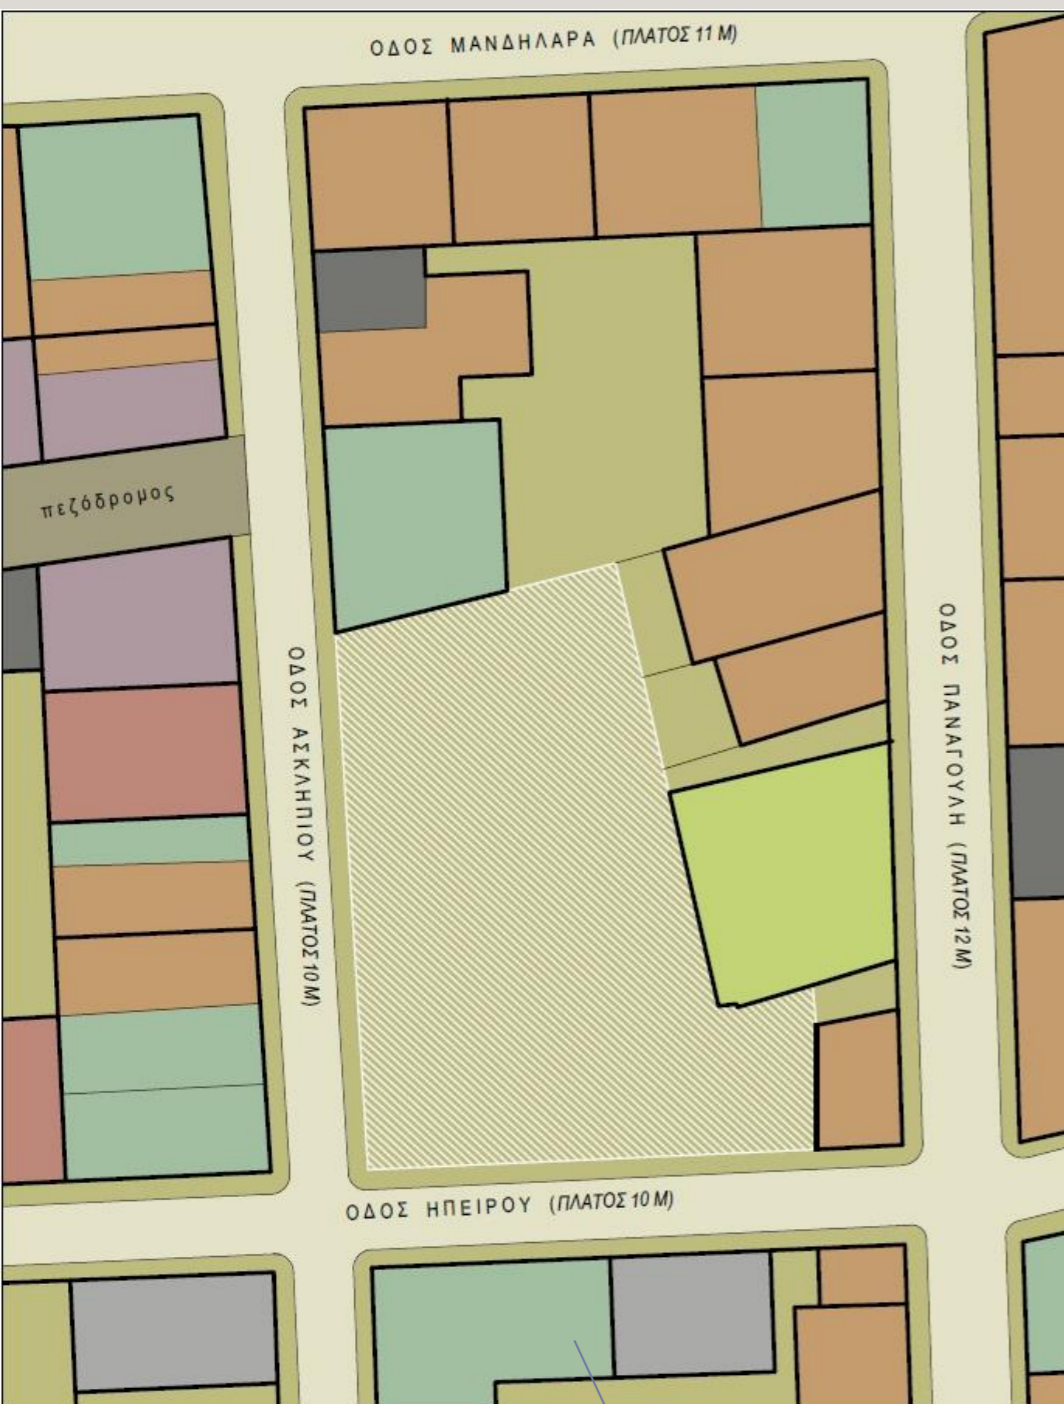 ΟΔΟΣ ΜΑΝΔΗΛΑΡΑ (ΠΛΑΤΟΣ 11 Μ)
πεζόδρομος
ΟΔΟΣ ΑΣΚΛΗΠΙΟΥ (ΠΛΑΤΟΣ 10 Μ)
ΟΔΟΣ ΠΑΝΑΓΟΥΛΗ (ΠΛΑΤΟΣ 12 Μ)
ΟΔΟΣ ΗΠΕΙΡΟΥ (ΠΛΑΤΟΣ 10 Μ)